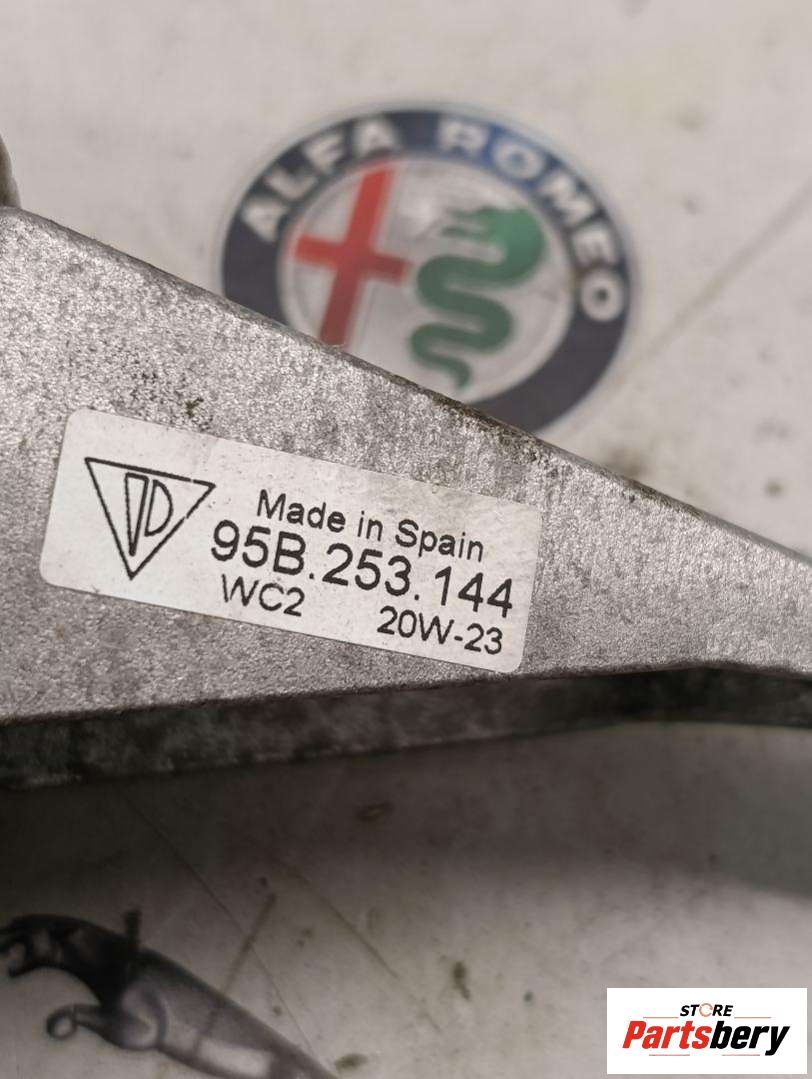 ALFA ROMEO
Made in Spain
95B.253.144
WC2 20W-23
STORE
Partsbery